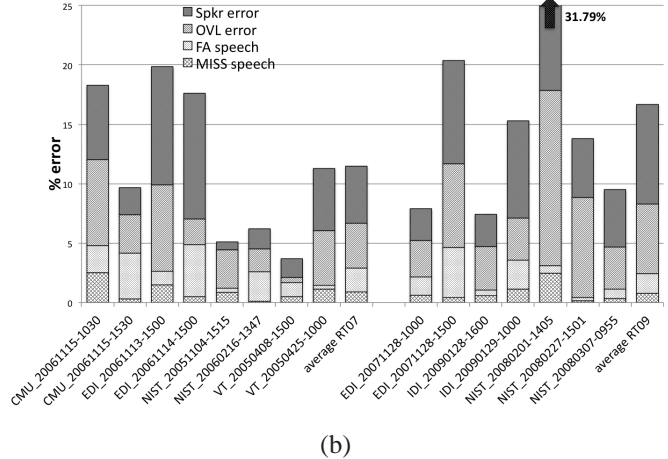 25
20
15
10
5
0
% error
Spkr error
OVL error
FA speech
MISS speech
31.79%
CMU_20061115-1030
CMU_20061115-1530
EDI_20061113-1500
EDI_20061114-1500
NIST_20051104-1515
NIST_20060216-1347
VT_20050408-1500
VT_20050425-1000
average RT07
EDI_20071128-1000
EDI_20071128-1500
IDI_20090128-1600
IDI_20090129-1000
NIST_20080201-1405
NIST_20080227-1501
NIST_20080307-0955
average RT09
(b)